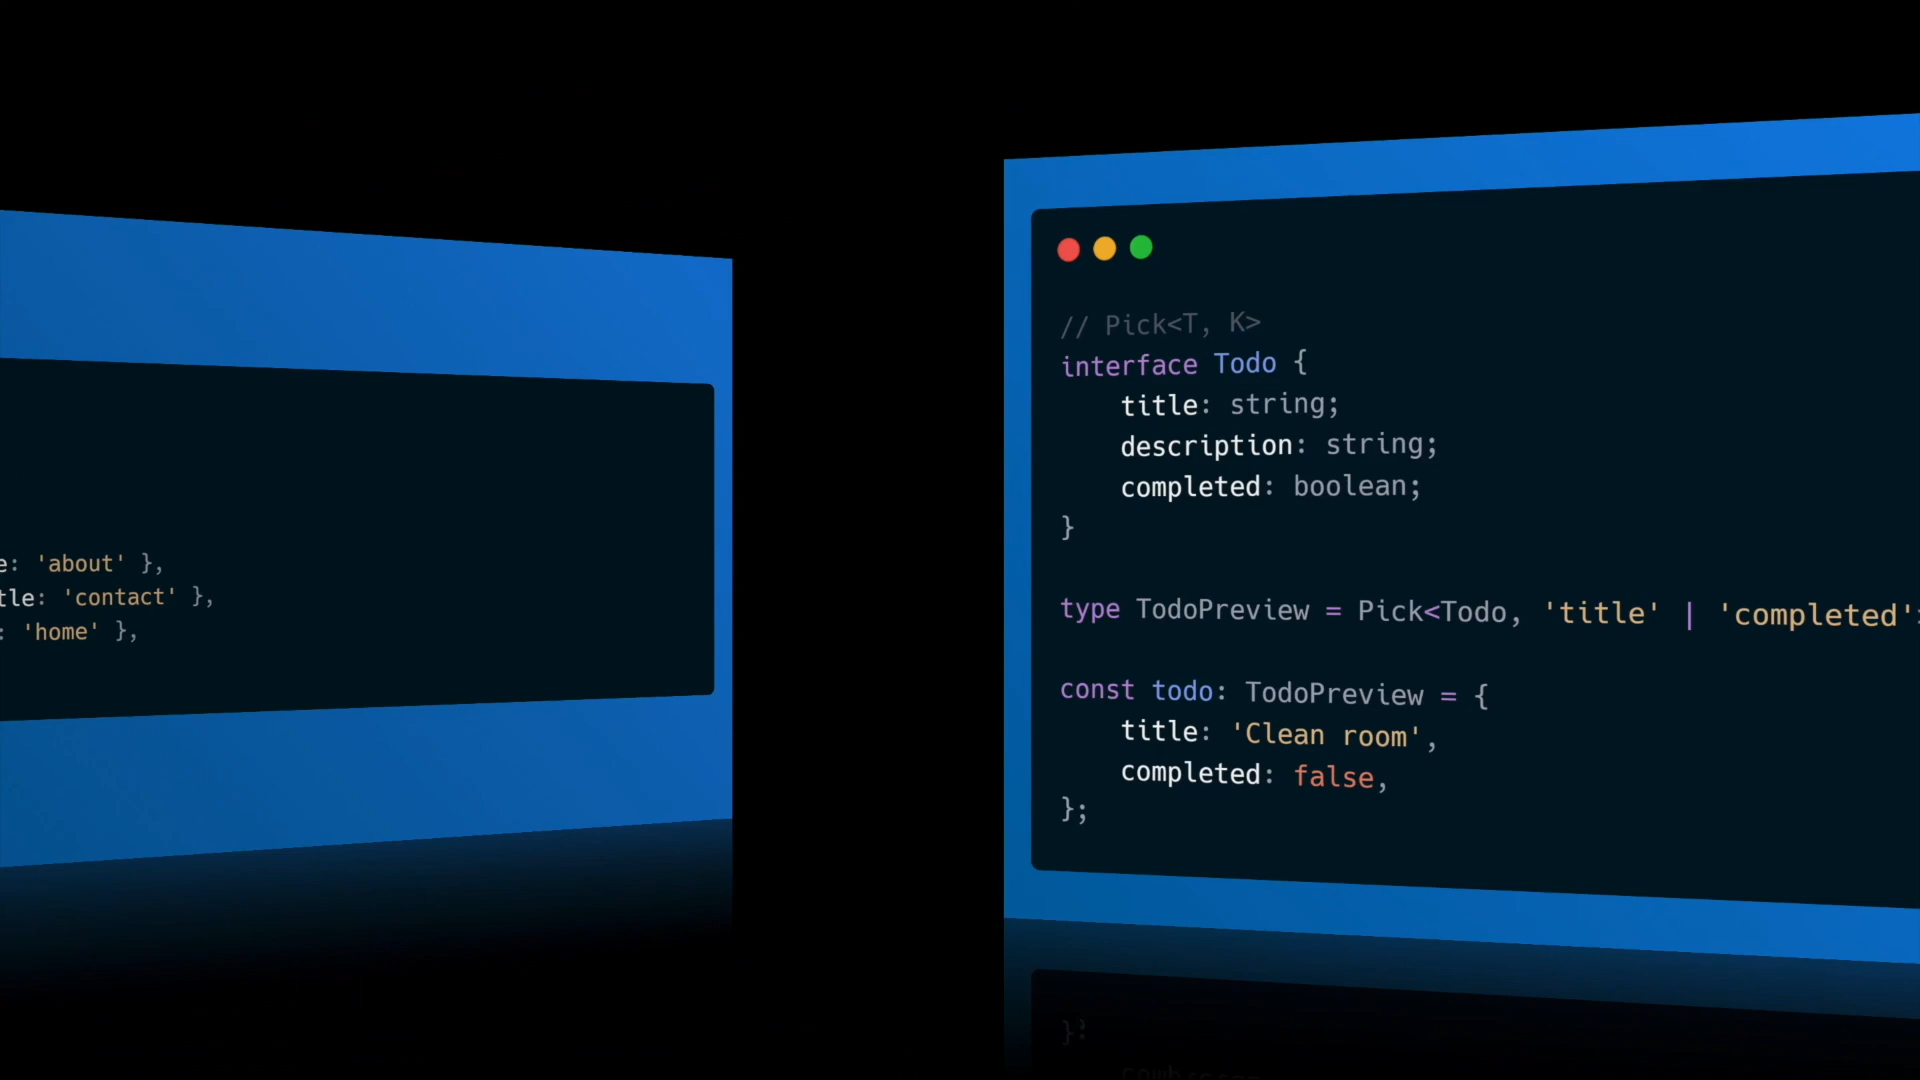 e: 'about' },
tle: 'contact' },
: 'home' },
// Pick<T, K>
interface Todo {
title: string;
description: string;
completed: boolean;
}
type TodoPreview = Pick<Todo, 'title' | 'completed'>
const todo: TodoPreview = {
title: 'Clean room',
completed: false,
};